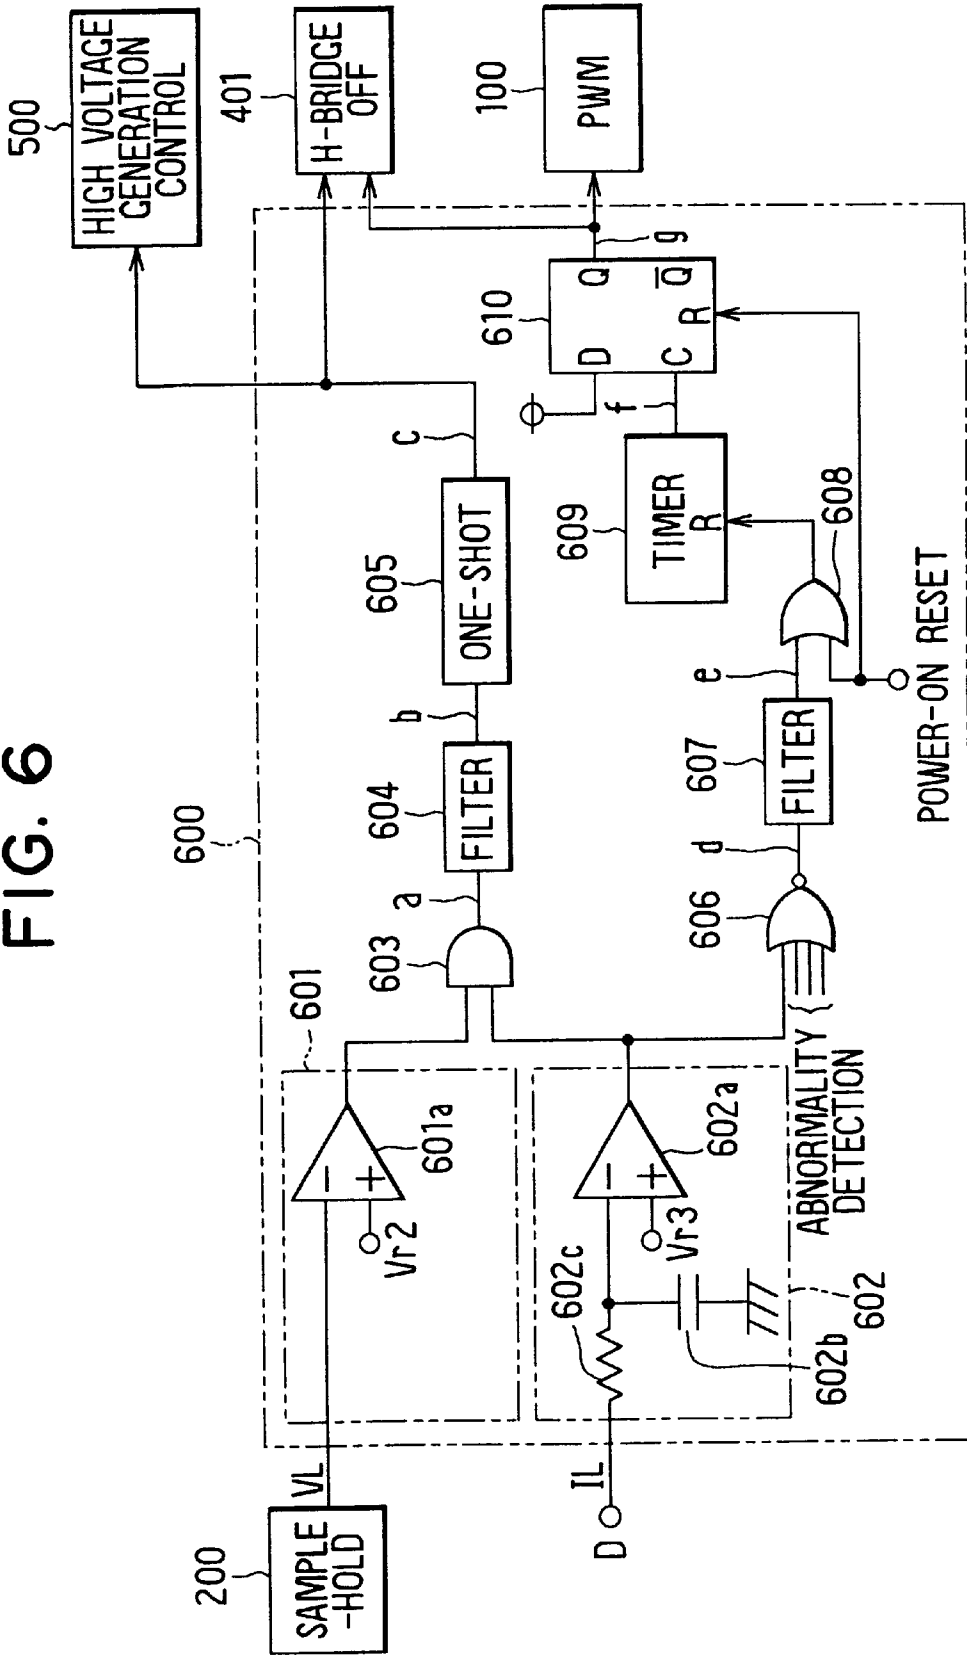 FIG. 6
600
200
SAMPLE
-HOLD
VL
601
601a
Vr2
603
a
604
FILTER
b
605
ONE-SHOT
c
500
HIGH VOLTAGE
GENERATION
CONTROL
401
H-BRIDGE
OFF
100
PWM
D
IL
602c
602b
602
602a
Vr3
ABNORMALITY
DETECTION
606
d
607
FILTER
e
608
POWER-ON RESET
609
TIMER
R
f
610
D
Q
C
R
Q̅
g